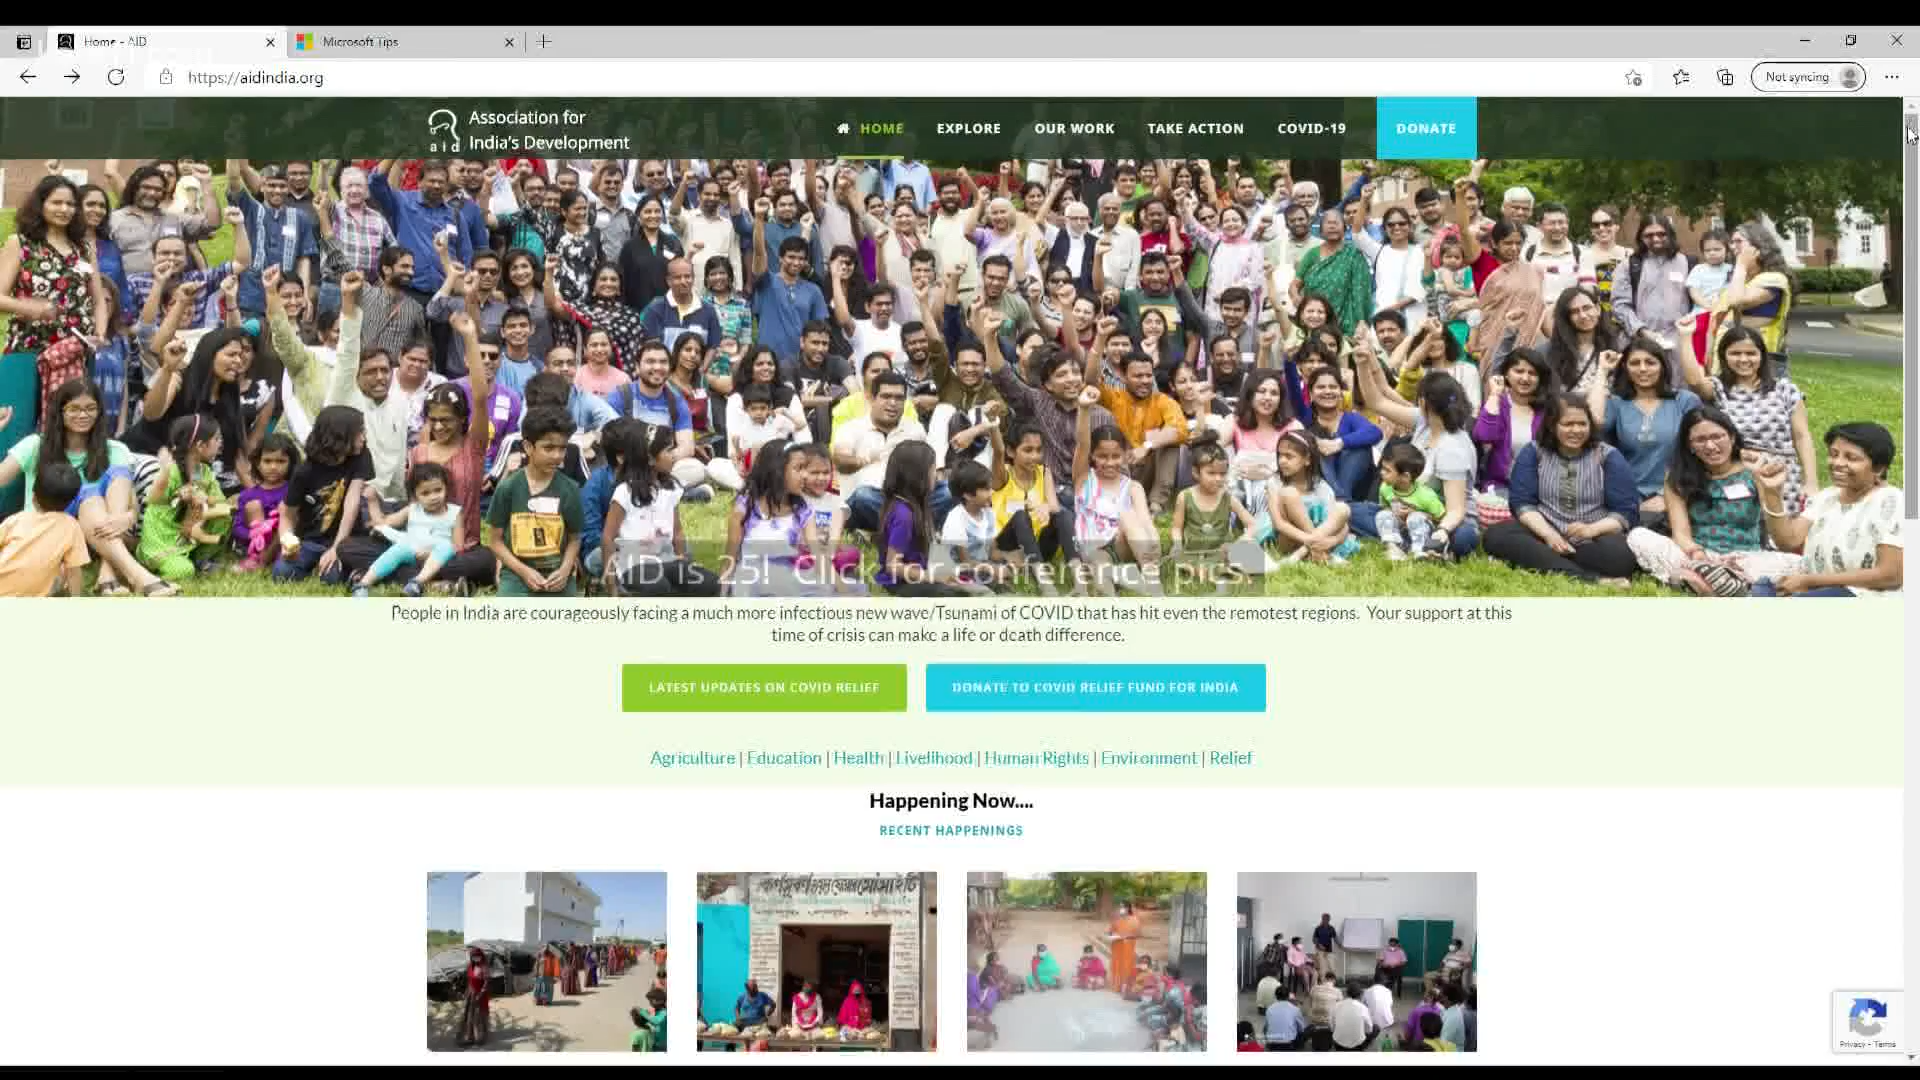 Home - AID
Microsoft Tips
https://aidindia.org
Not syncing
Association for
India's Development
aid
HOME
EXPLORE
OUR WORK
TAKE ACTION
COVID-19
DONATE
AID is 25! Click for conference pics.
People in India are courageously facing a much more infectious new wave/Tsunami of COVID that has hit even the remotest regions. Your support at this
time of crisis can make a life or death difference.
LATEST UPDATES ON COVID RELIEF
DONATE TO COVID RELIEF FUND FOR INDIA
Agriculture | Education | Health | Livelihood | Human Rights | Environment | Relief
Happening Now....
RECENT HAPPENINGS
Privacy - Terms